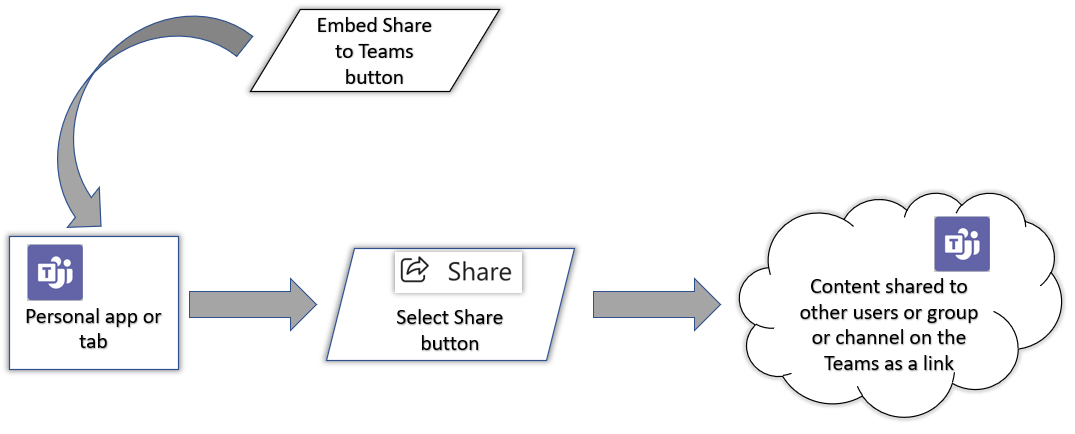 Embed Share
to Teams
button
Personal app or
tab
Share
Select Share
button
Content shared to
other users or group
or channel on the
Teams as a link